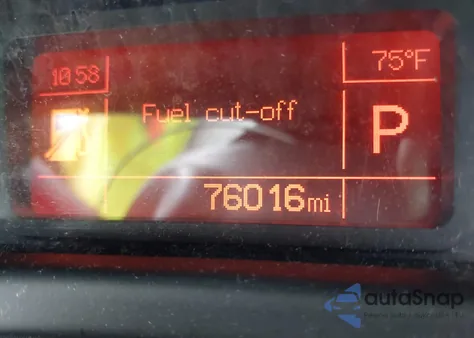 10:58
75°F
Fuel cut-off
P
76016mi
autoSnap